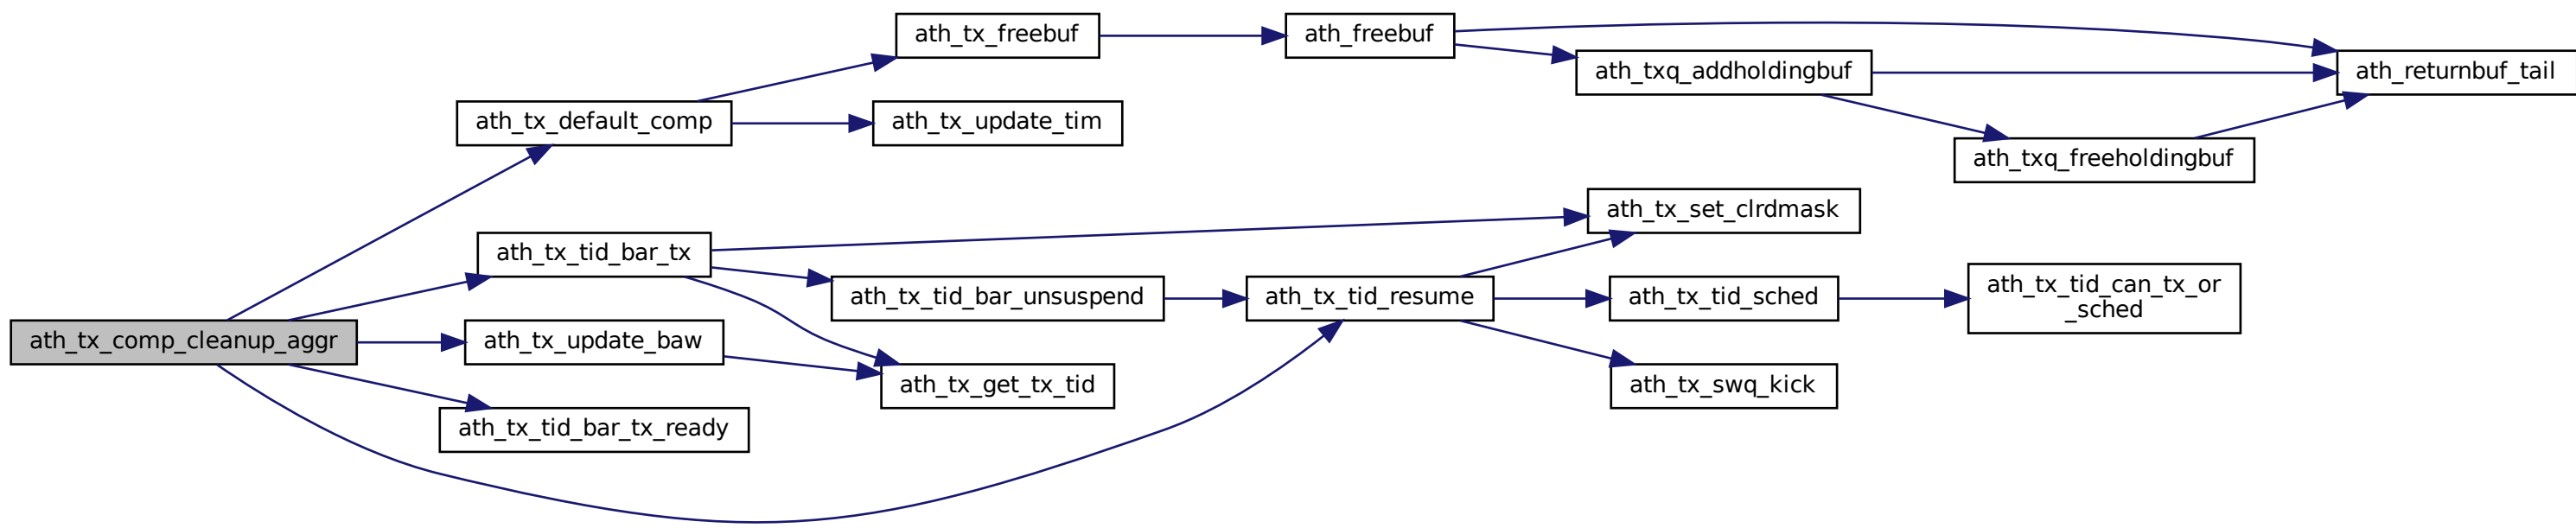 ath_tx_freebuf
ath_freebuf
ath_txq_addholdingbuf
ath_returnbuf_tail
ath_tx_default_comp
ath_tx_update_tim
ath_txq_freeholdingbuf
ath_tx_set_clrdmask
ath_tx_tid_bar_tx
ath_tx_tid_bar_unsuspend
ath_tx_tid_resume
ath_tx_tid_sched
ath_tx_tid_can_tx_or
_sched
ath_tx_comp_cleanup_aggr
ath_tx_update_baw
ath_tx_get_tx_tid
ath_tx_swq_kick
ath_tx_tid_bar_tx_ready